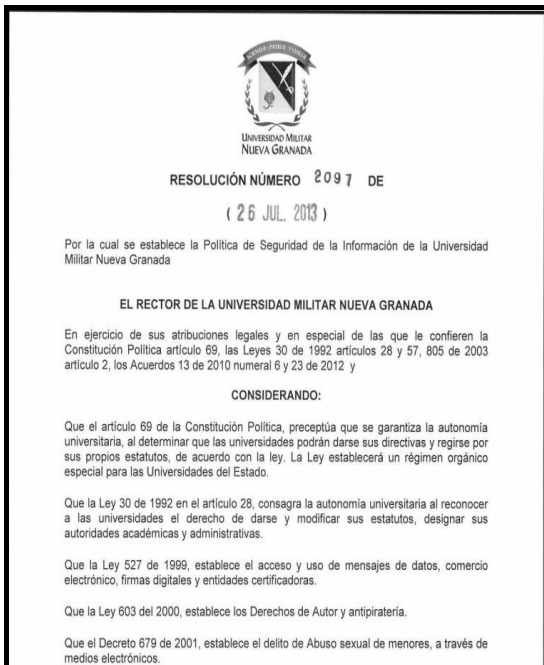 SCIENTIÆ PATRIÆ FAMILIÆ
UNIVERSIDAD MILITAR
NUEVA GRANADA
RESOLUCIÓN NÚMERO 2097 DE
( 26 JUL. 2013 )
Por la cual se establece la Política de Seguridad de la Información de la Universidad
Militar Nueva Granada
EL RECTOR DE LA UNIVERSIDAD MILITAR NUEVA GRANADA
En ejercicio de sus atribuciones legales y en especial de las que le confieren la
Constitución Política artículo 69, las Leyes 30 de 1992 artículos 28 y 57, 805 de 2003
artículo 2, los Acuerdos 13 de 2010 numeral 6 y 23 de 2012 y
CONSIDERANDO:
Que el artículo 69 de la Constitución Política, preceptúa que se garantiza la autonomía
universitaria, al determinar que las universidades podrán darse sus directivas y regirse por
sus propios estatutos, de acuerdo con la ley. La Ley establecerá un régimen orgánico
especial para las Universidades del Estado.
Que la Ley 30 de 1992 en el artículo 28, consagra la autonomía universitaria al reconocer
a las universidades el derecho de darse y modificar sus estatutos, designar sus
autoridades académicas y administrativas.
Que la Ley 527 de 1999, establece el acceso y uso de mensajes de datos, comercio
electrónico, firmas digitales y entidades certificadoras.
Que la Ley 603 del 2000, establece los Derechos de Autor y antipiratería.
Que el Decreto 679 de 2001, establece el delito de Abuso sexual de menores, a través de
medios electrónicos.